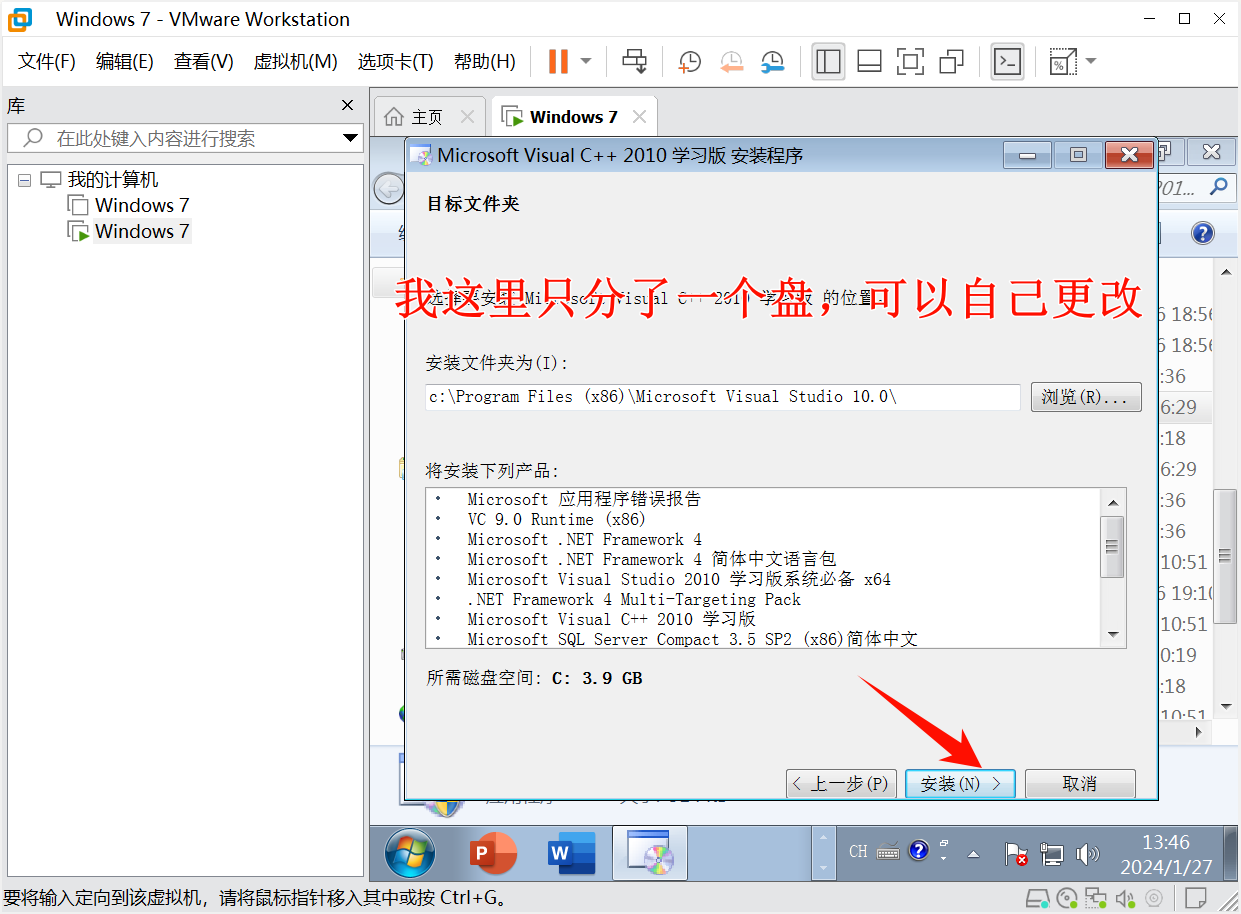 Windows 7 - VMware Workstation
文件(F) 编辑(E) 查看(V) 虚拟机(M) 选项卡(T) 帮助(H)
库
主页
Windows 7
在此处键入内容进行搜索
我的计算机
Windows 7
Windows 7
Microsoft Visual C++ 2010 学习版 安装程序
目标文件夹
选择要安装 Microsoft Visual C++ 2010 学习版 的位置。
我这里只分了一个盘，可以自己更改
安装文件夹为(I):
c:\Program Files (x86)\Microsoft Visual Studio 10.0\
浏览(R)...
将安装下列产品:
· Microsoft 应用程序错误报告
· VC 9.0 Runtime (x86)
· Microsoft .NET Framework 4
· Microsoft .NET Framework 4 简体中文语言包
· Microsoft Visual Studio 2010 学习版系统必备 x64
· .NET Framework 4 Multi-Targeting Pack
· Microsoft Visual C++ 2010 学习版
· Microsoft SQL Server Compact 3.5 SP2 (x86)简体中文
所需磁盘空间: C: 3.9 GB
< 上一步(P)
安装(N) >
取消
201...
6 18:56
6 18:56
:36
6:29
:18
6:29
:36
:36
10:51
6 19:10
10:51
0:19
:18
10:51
CH
13:46
2024/1/27
要将输入定向到该虚拟机，请将鼠标指针移入其中或按 Ctrl+G。